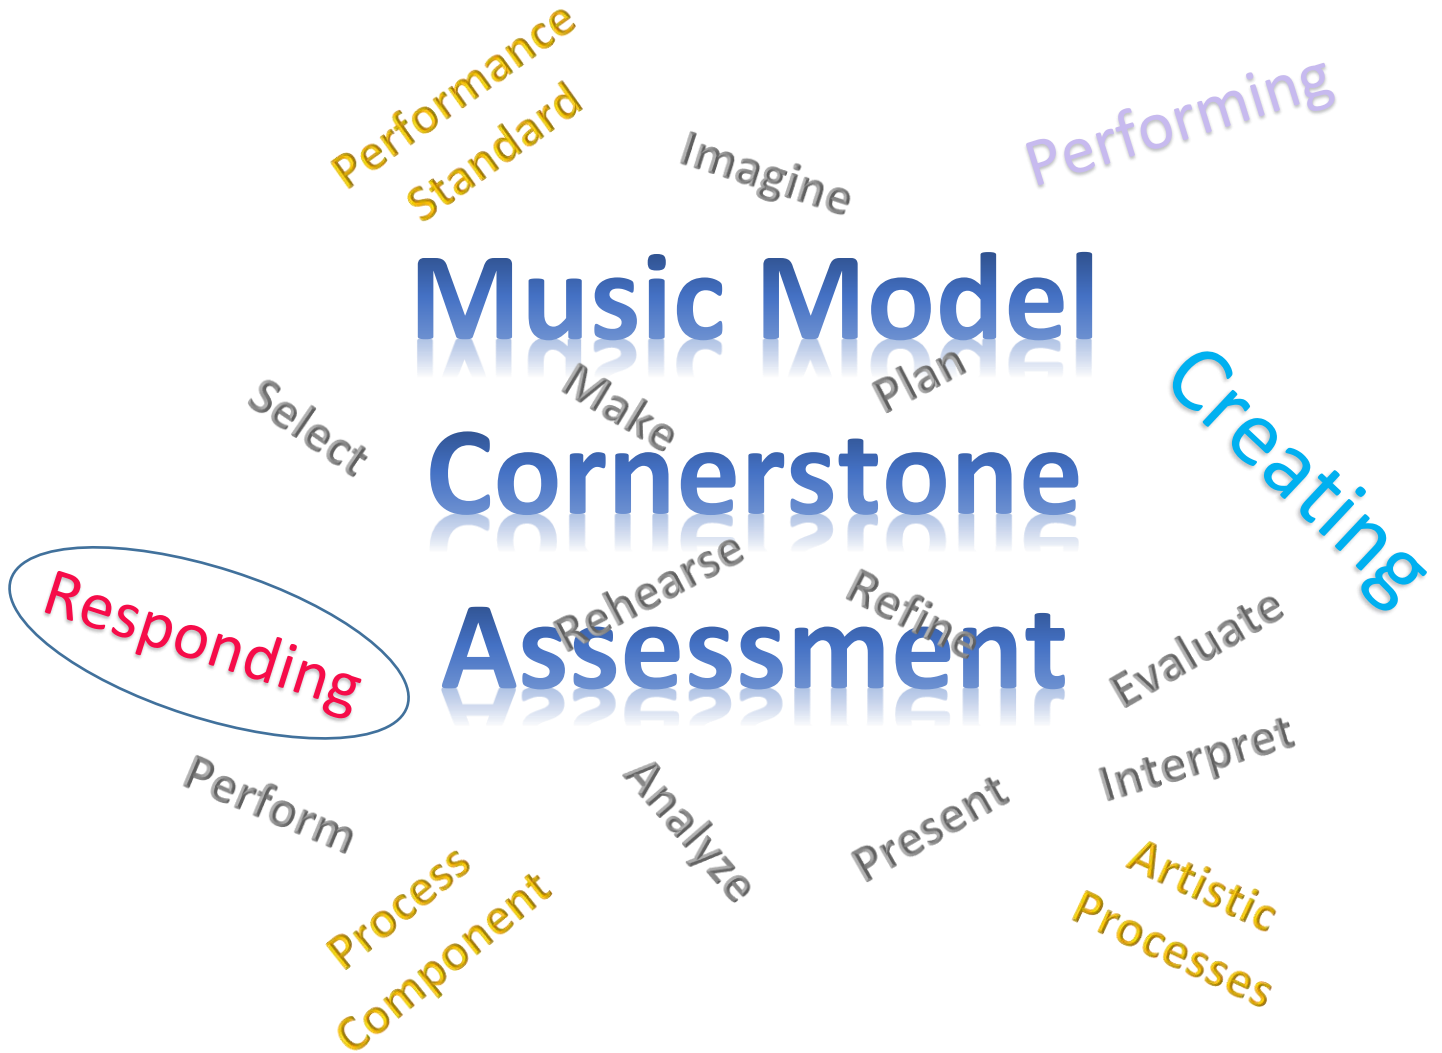 Performance
Standard
Imagine
Performing
Music Model
Select
Make
Plan
Creating
Cornerstone
Responding
Rehearse
Refine
Assessment
Evaluate
Interpret
Perform
Analyze
Present
Process
Component
Artistic
Processes